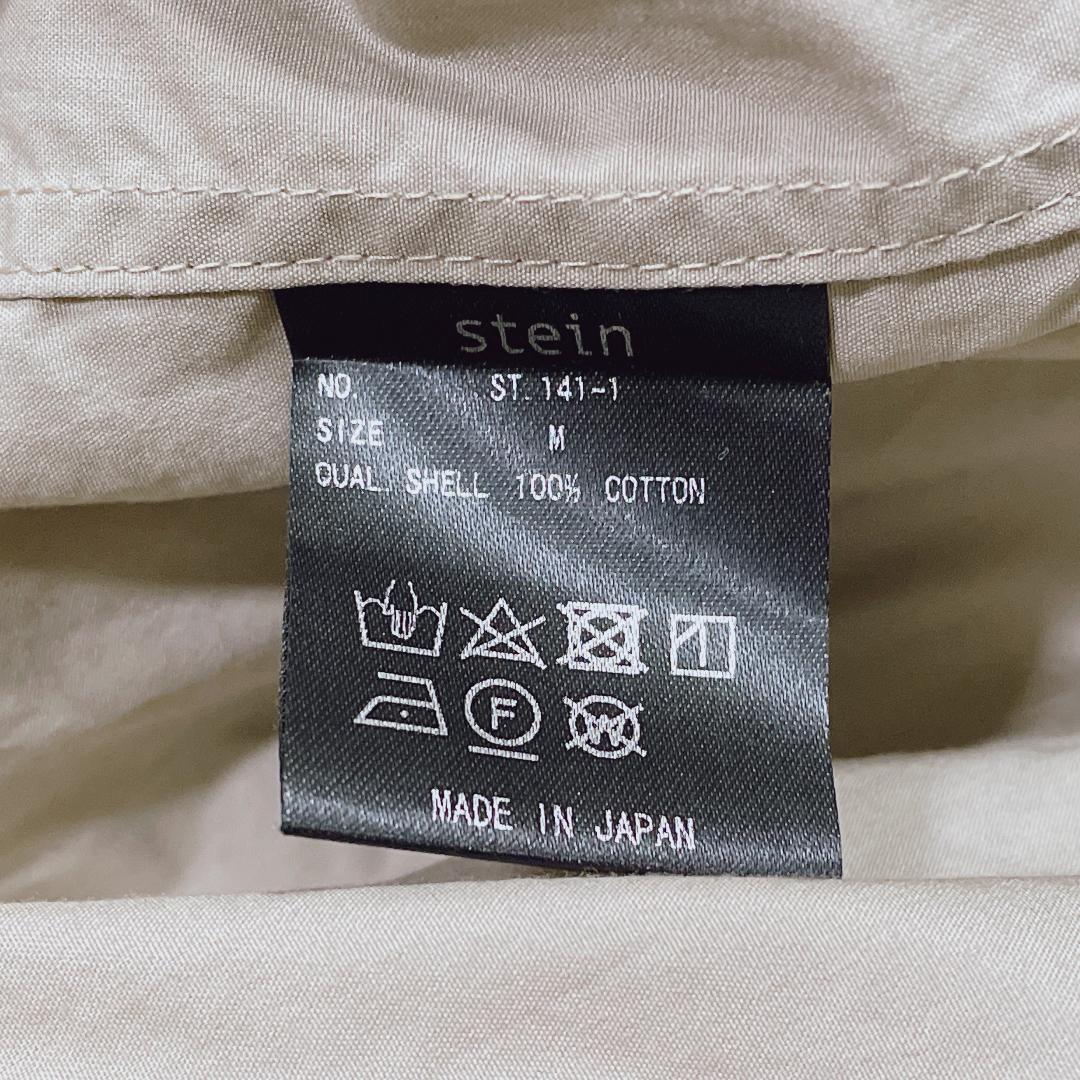 stein
NO. ST.141-1
SIZE M
QUAL. SHELL 100% COTTON
F
W
MADE IN JAPAN